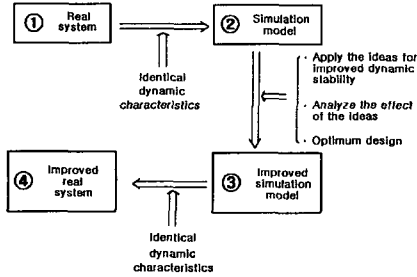 ① Real
system
② Simulation
model
Identical
dynamic
characteristics
· Apply the ideas for
improved dynamic
stability
· Analyze the effect
of the ideas
· Optimum design
④ Improved
real
system
③ Improved
simulation
model
Identical
dynamic
characteristics